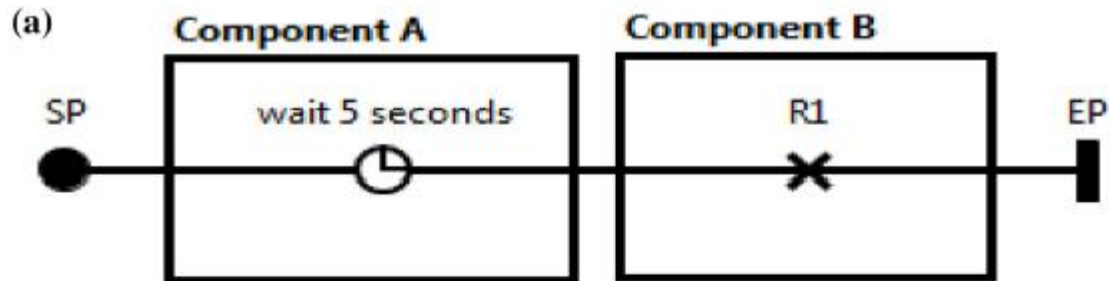 (a)
Component A
Component B
SP
wait 5 seconds
R1
EP